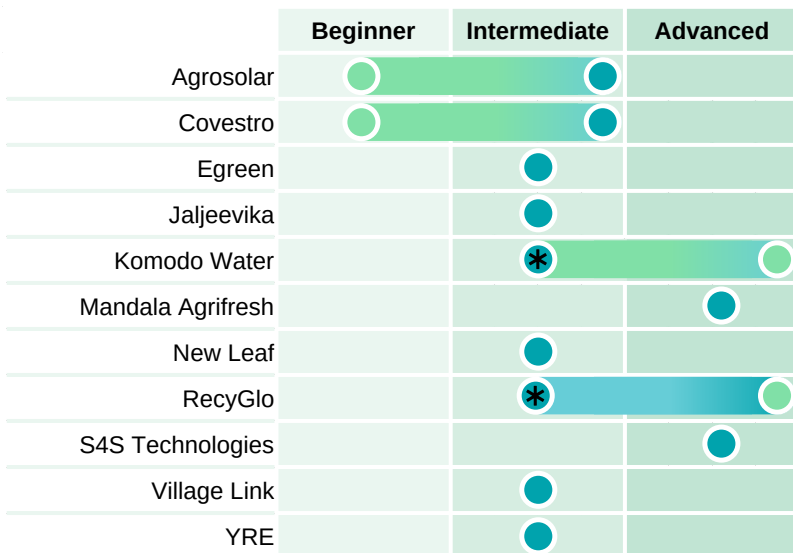 Beginner Intermediate Advanced
Agrosolar
Covestro
Egreen
Jaljeevika
Komodo Water *
Mandala Agrifresh
New Leaf
RecyGlo *
S4S Technologies
Village Link
YRE